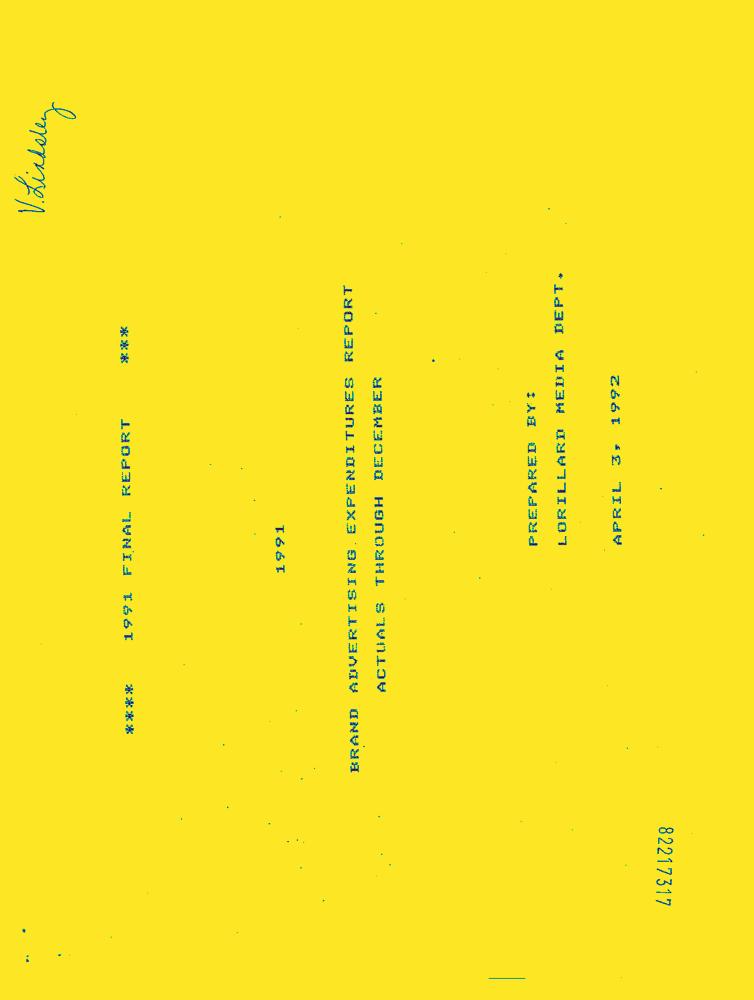 V. Lindsley
**** 1991 FINAL REPORT ***
1991
BRAND ADVERTISING EXPENDITURES REPORT
ACTUALS THROUGH DECEMBER
PREPARED BY:
LORILLARD MEDIA DEPT.
APRIL 3, 1992
82217317